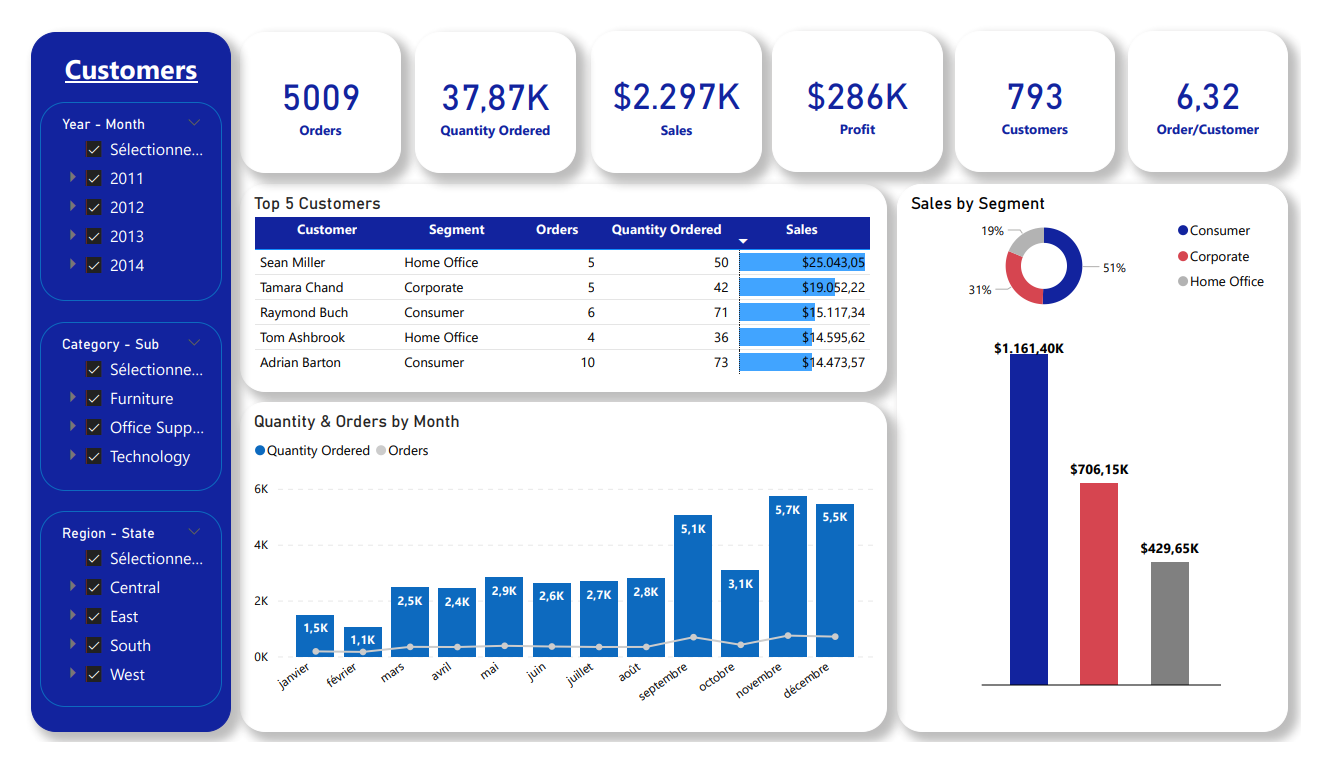 Customers
Year - Month
Sélectionne...
2011
2012
2013
2014
Category - Sub
Sélectionne...
Furniture
Office Supp...
Technology
Region - State
Sélectionne...
Central
East
South
West
5009
Orders
37,87K
Quantity Ordered
$2.297K
Sales
$286K
Profit
793
Customers
6,32
Order/Customer
Top 5 Customers
Customer Segment Orders Quantity Ordered Sales
Sean Miller Home Office 5 50 $25.043,05
Tamara Chand Corporate 5 42 $19.052,22
Raymond Buch Consumer 6 71 $15.117,34
Tom Ashbrook Home Office 4 36 $14.595,62
Adrian Barton Consumer 10 73 $14.473,57
Quantity & Orders by Month
Quantity Ordered Orders
6K
4K
2K
0K
1,5K
1,1K
2,5K
2,4K
2,9K
2,6K
2,7K
2,8K
5,1K
3,1K
5,7K
5,5K
janvier
février
mars
avril
mai
juin
juillet
août
septembre
octobre
novembre
décembre
Sales by Segment
19%
51%
31%
Consumer
Corporate
Home Office
$1.161,40K
$706,15K
$429,65K